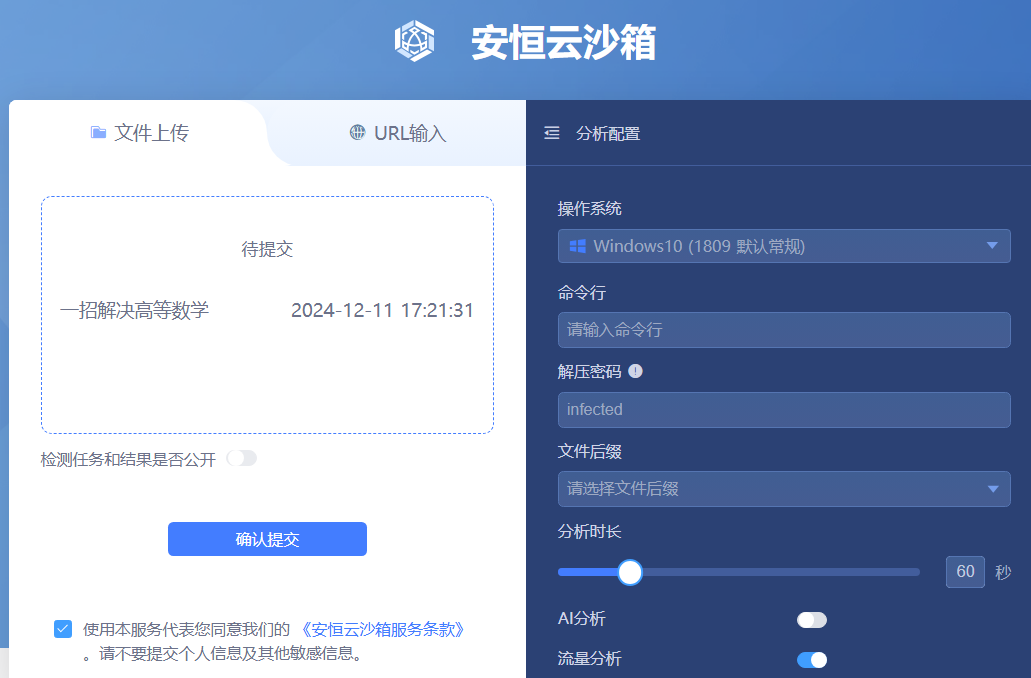 安恒云沙箱
文件上传
URL输入
待提交
一招解决高等数学 2024-12-11 17:21:31
检测任务和结果是否公开
确认提交
使用本服务代表您同意我们的 《安恒云沙箱服务条款》
。请不要提交个人信息及其他敏感信息。
分析配置
操作系统
Windows10 (1809 默认常规)
命令行
请输入命令行
解压密码
infected
文件后缀
请选择文件后缀
分析时长
60 秒
AI分析
流量分析